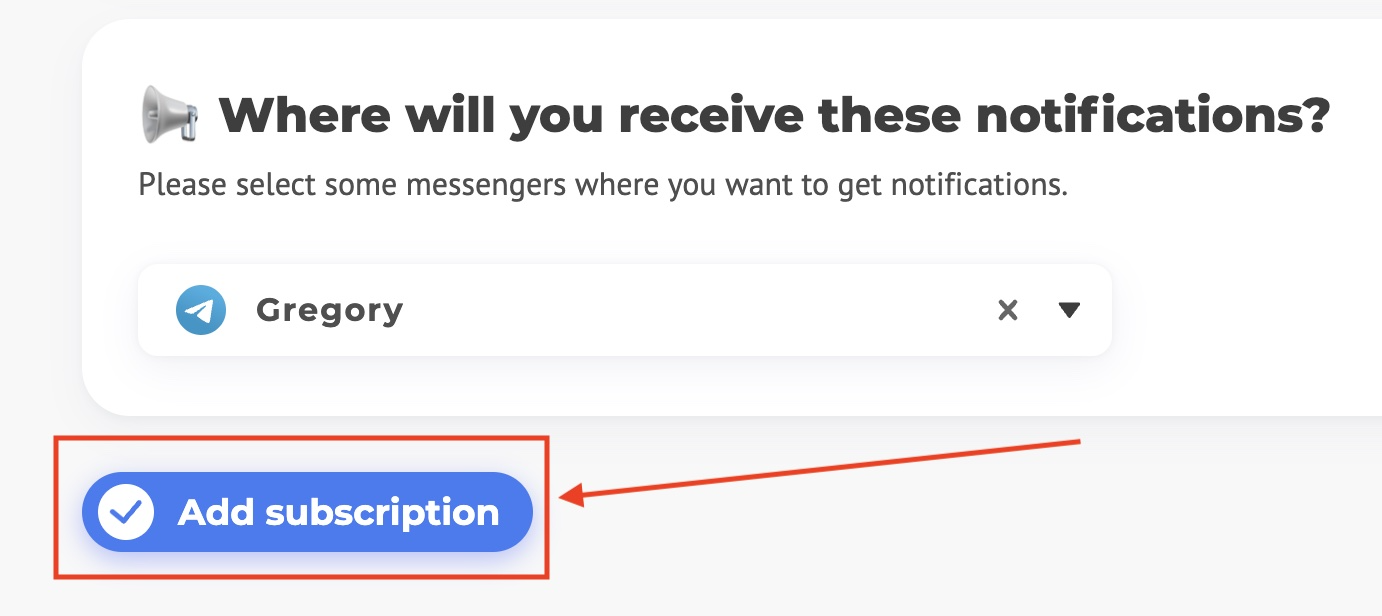 Where will you receive these notifications?
Please select some messengers where you want to get notifications.
Gregory
Add subscription